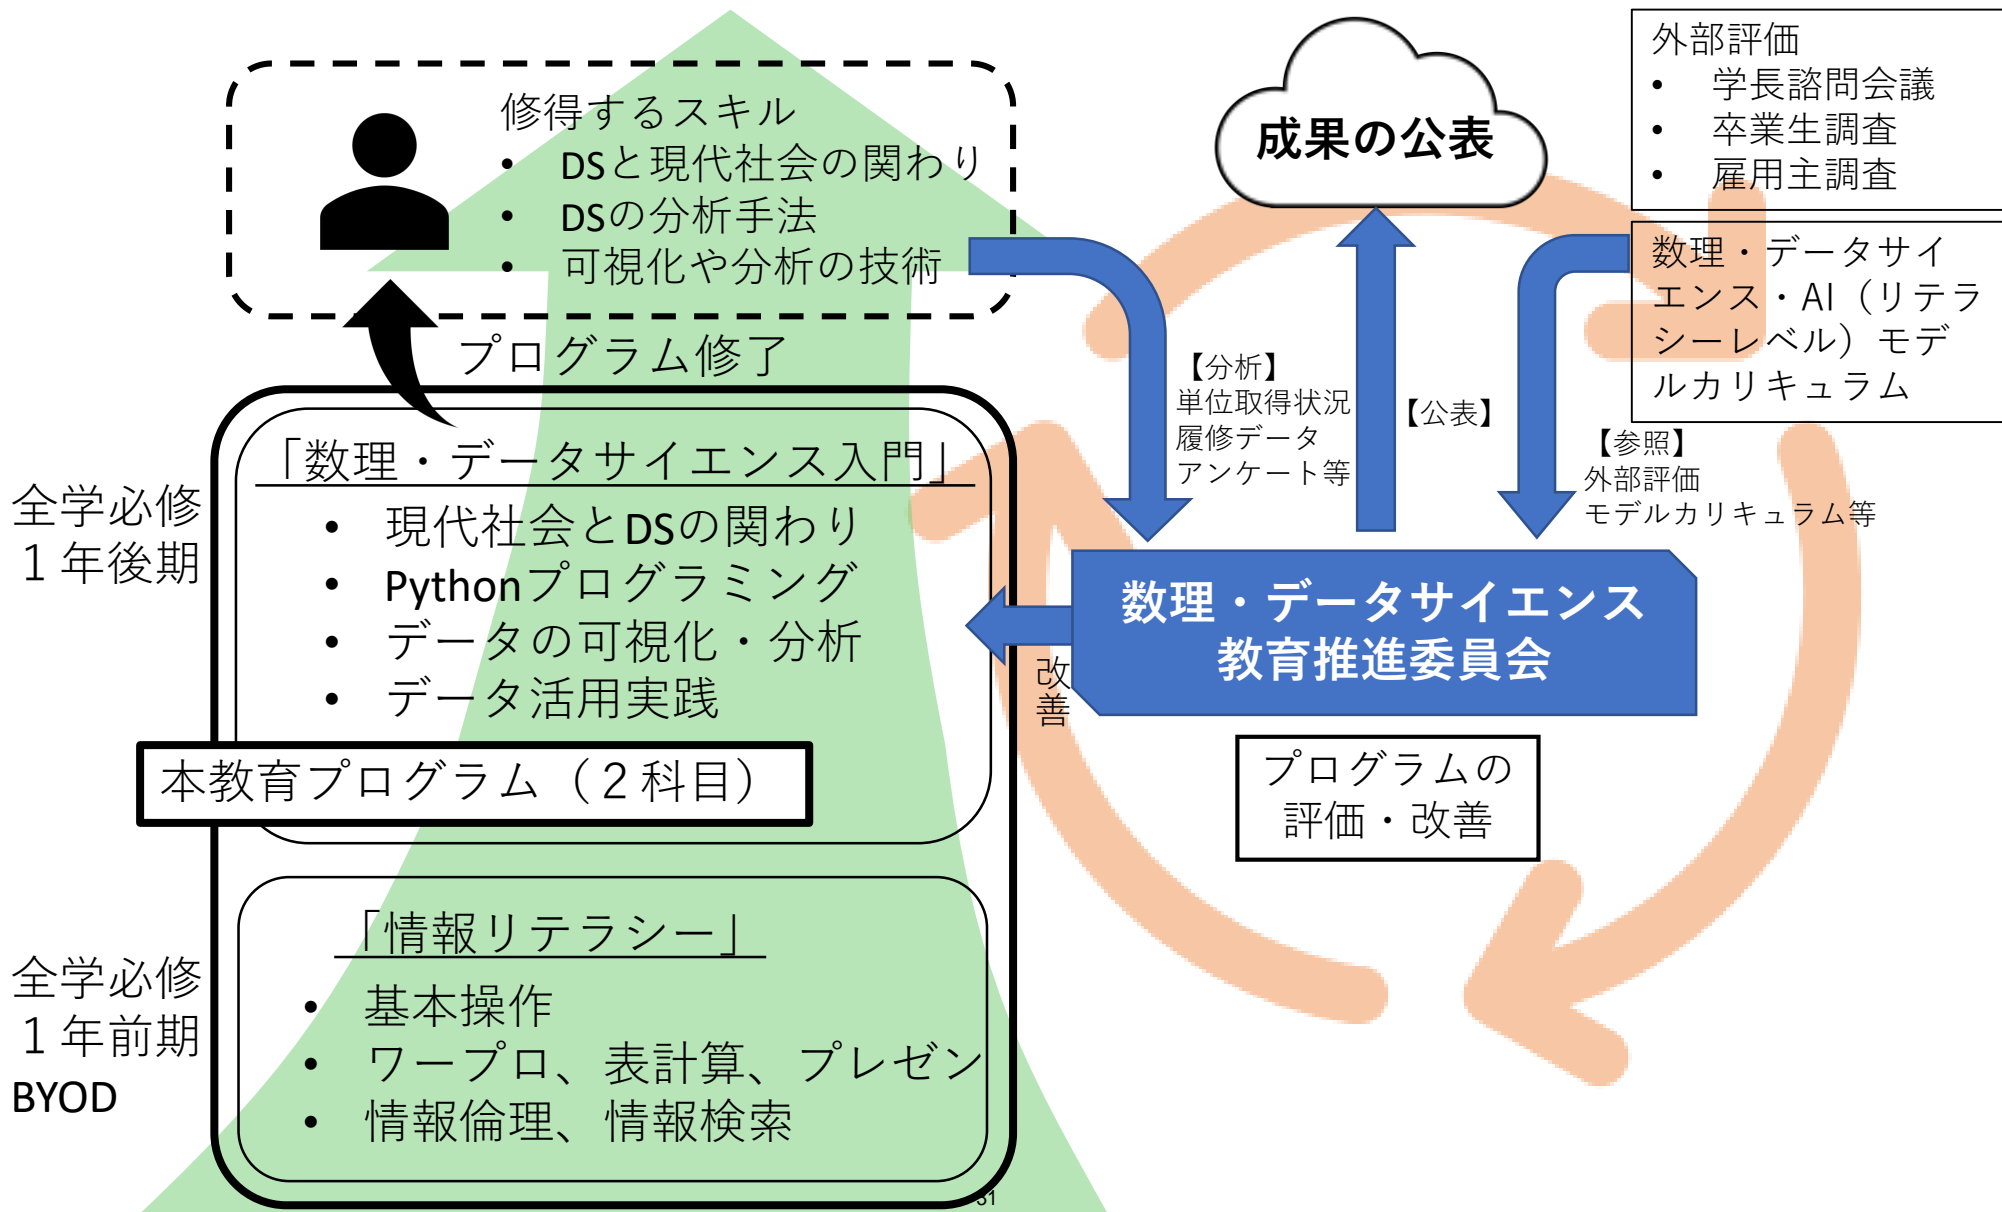 修得するスキル
• DSと現代社会の関わり
• DSの分析手法
• 可視化や分析の技術
プログラム修了
「数理・データサイエンス入門」
• 現代社会とDSの関わり
• Pythonプログラミング
• データの可視化・分析
• データ活用実践
全学必修
１年後期
本教育プログラム（２科目）
「情報リテラシー」
• 基本操作
• ワープロ、表計算、プレゼン
• 情報倫理、情報検索
全学必修
１年前期
BYOD
成果の公表
外部評価
• 学長諮問会議
• 卒業生調査
• 雇用主調査
数理・データサイ
エンス・AI（リテラ
シーレベル）モデ
ルカリキュラム
【分析】
単位取得状況
履修データ
アンケート等
【公表】
【参照】
外部評価
モデルカリキュラム等
数理・データサイエンス
教育推進委員会
改
善
プログラムの
評価・改善
31